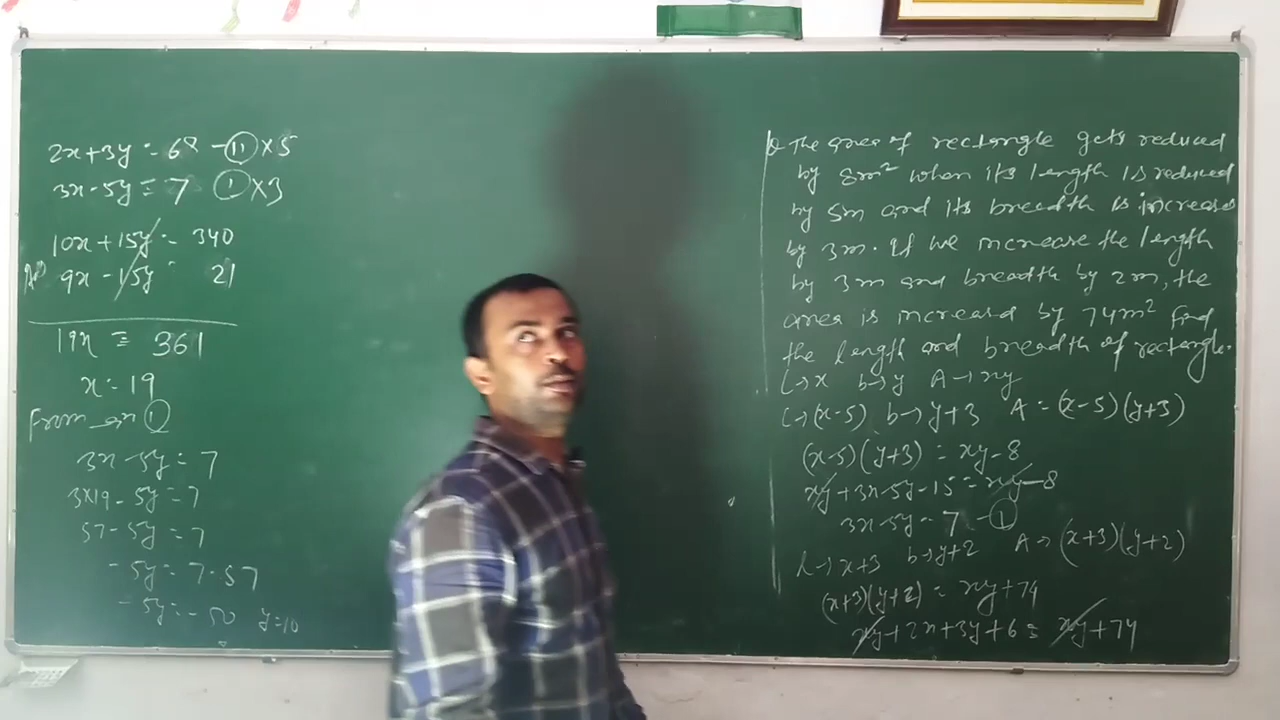 2x+3y = 68 - (11) × 5
3x-5y = 7 (1) × 3
10x + 15y = 340
9x - 15y = 21
19x = 361
x = 19
From (1)
3x-5y = 7
3×19 - 5y = 7
57 - 5y = 7
-5y = 7-57
-5y = -50 y=10
The area of rectangle gets reduced
by 8m² when its length is reduced
by 5m and its breadth is increased
by 3m. If we increase the length
by 3m and breadth by 2m, the
area is increased by 74m² find
the length and breadth of rectangle.
L→x b→y A→xy
L→(x-5) b→y+3 A = (x-5)(y+3)
(x-5)(y+3) = xy-8
xy+3x-5y-15 = xy-8
3x-5y = 7 - (1)
l→x+3 b→y+2 A→(x+3)(y+2)
(x+3)(y+2) = xy+74
xy+2x+3y+6 = xy+74